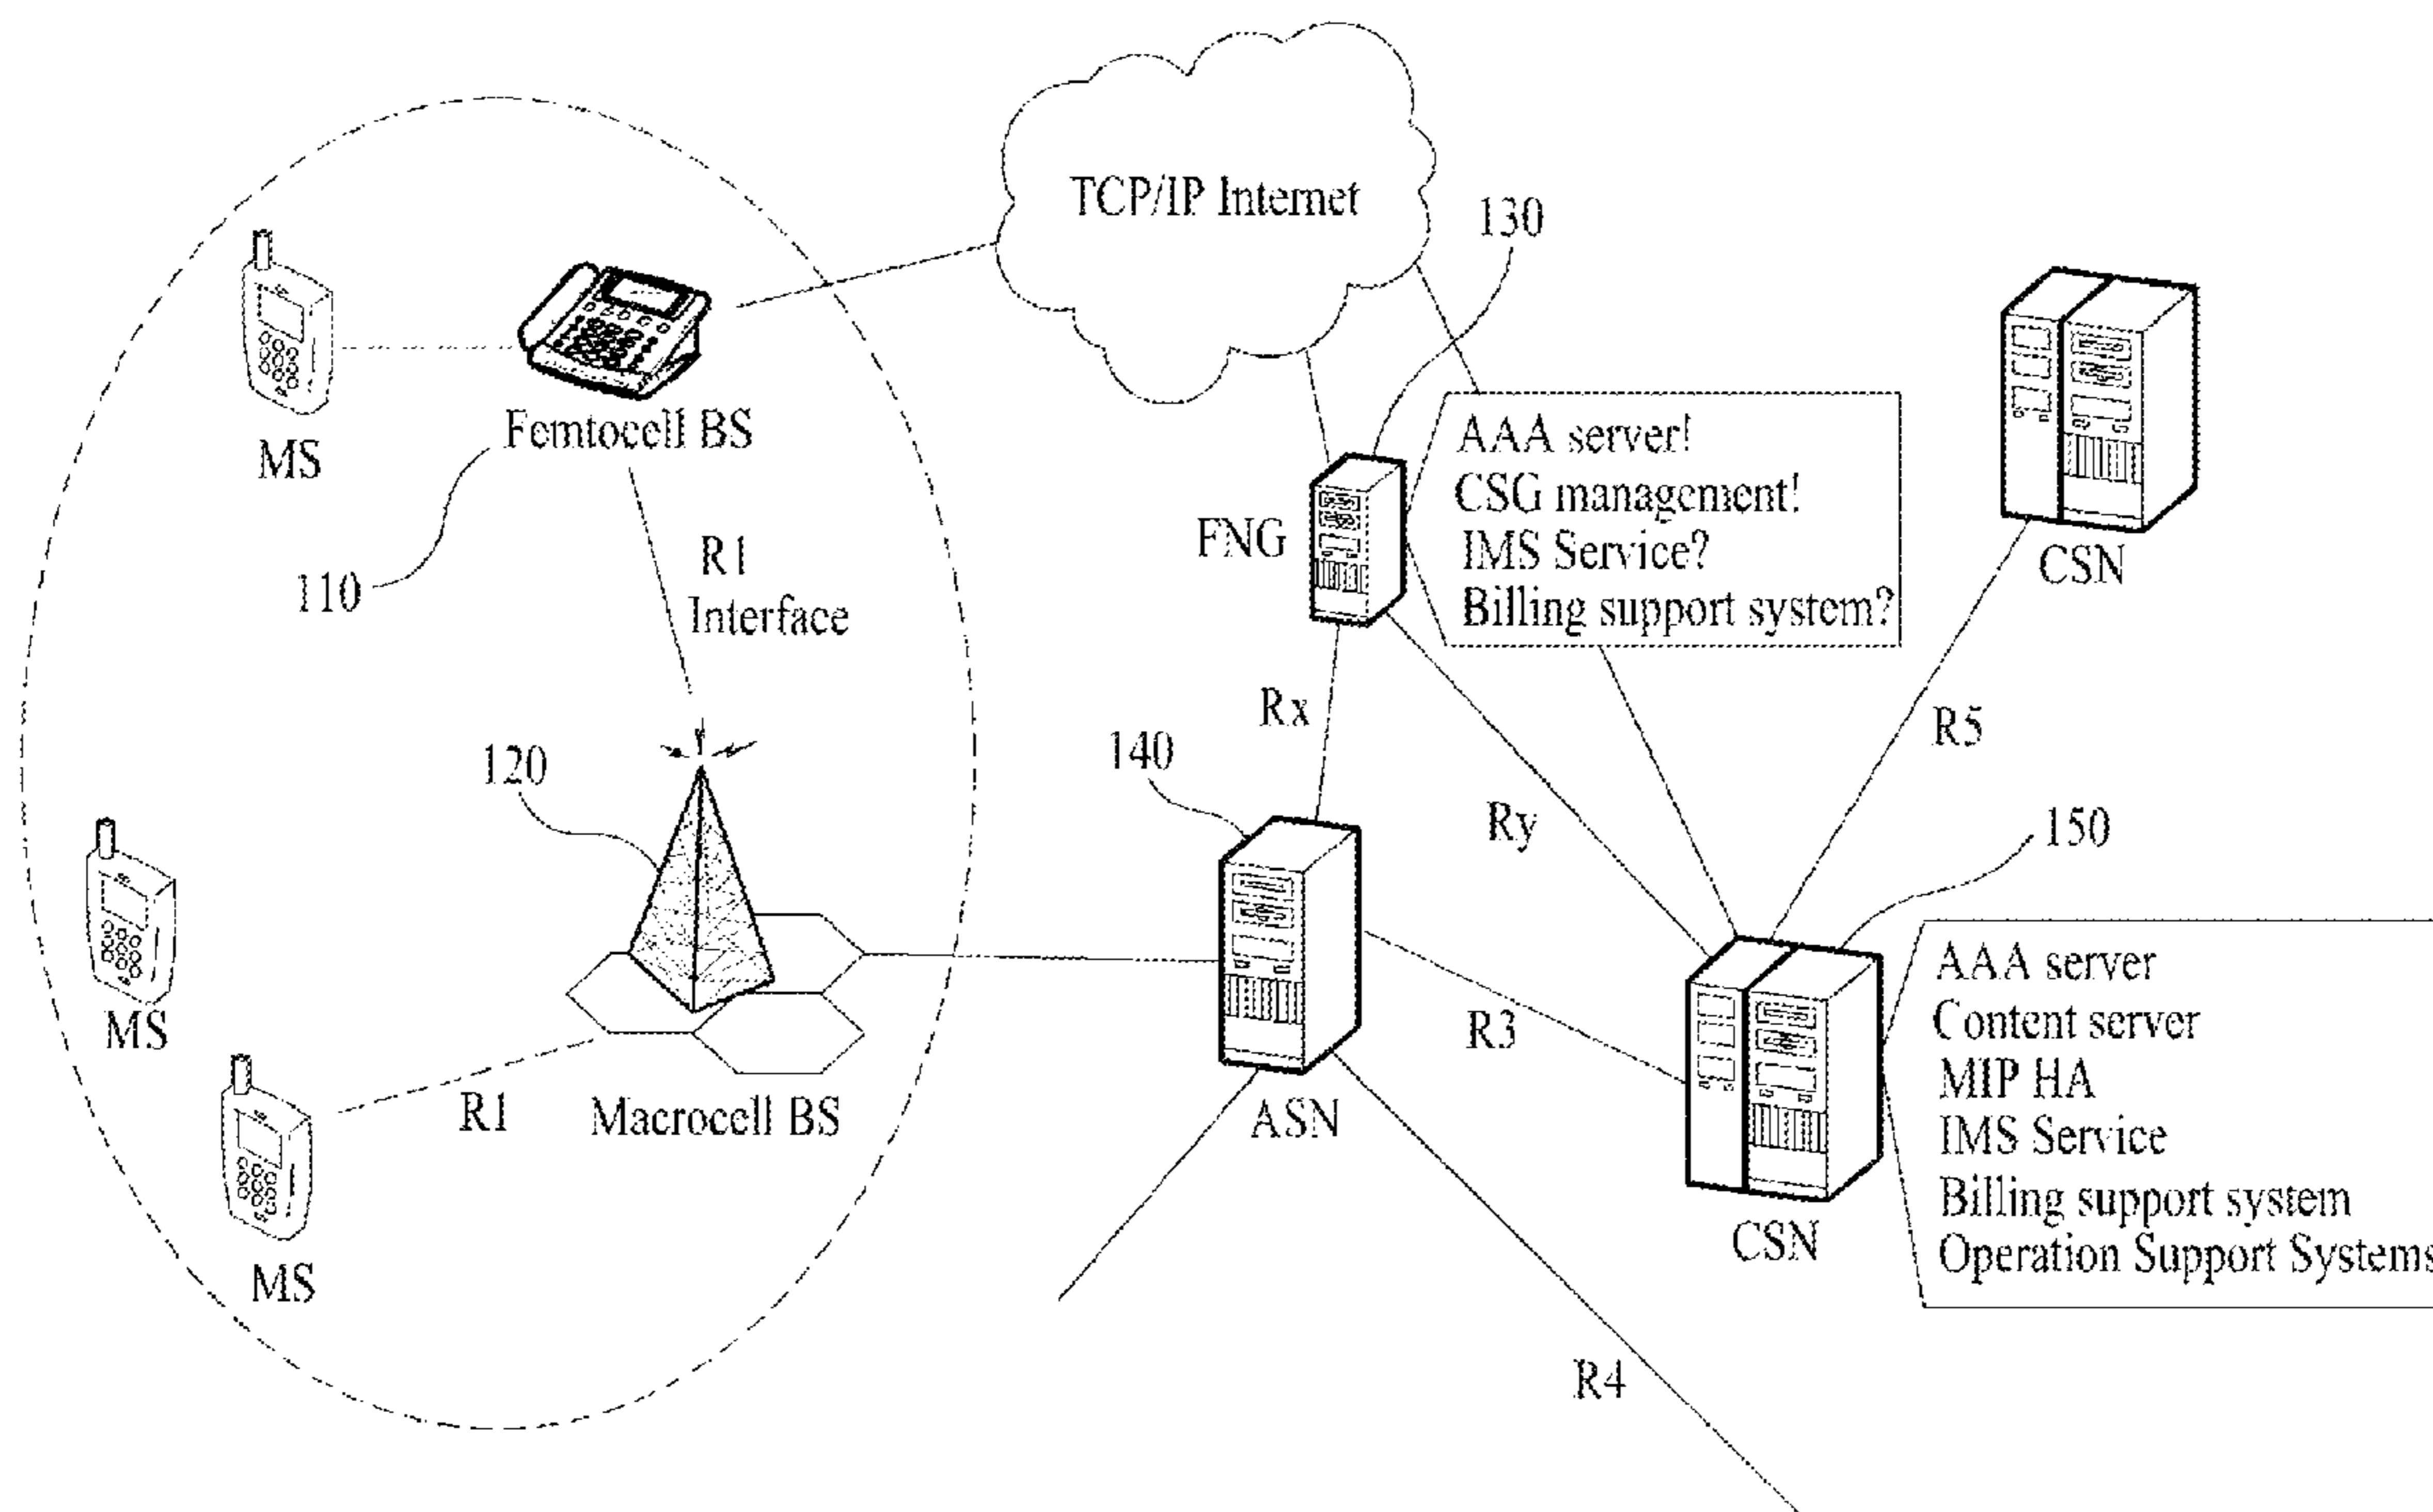 TCP/IP Internet
130
MS
Femtocell BS
110
R1
Interface
FNG
AAA server!
CSG management!
IMS Service?
Billing support system?
CSN
Rx
R5
120
140
Ry
150
MS
R1
Macrocell BS
MS
ASN
R3
CSN
AAA server
Content server
MIP HA
IMS Service
Billing support system
Operation Support Systems
R4